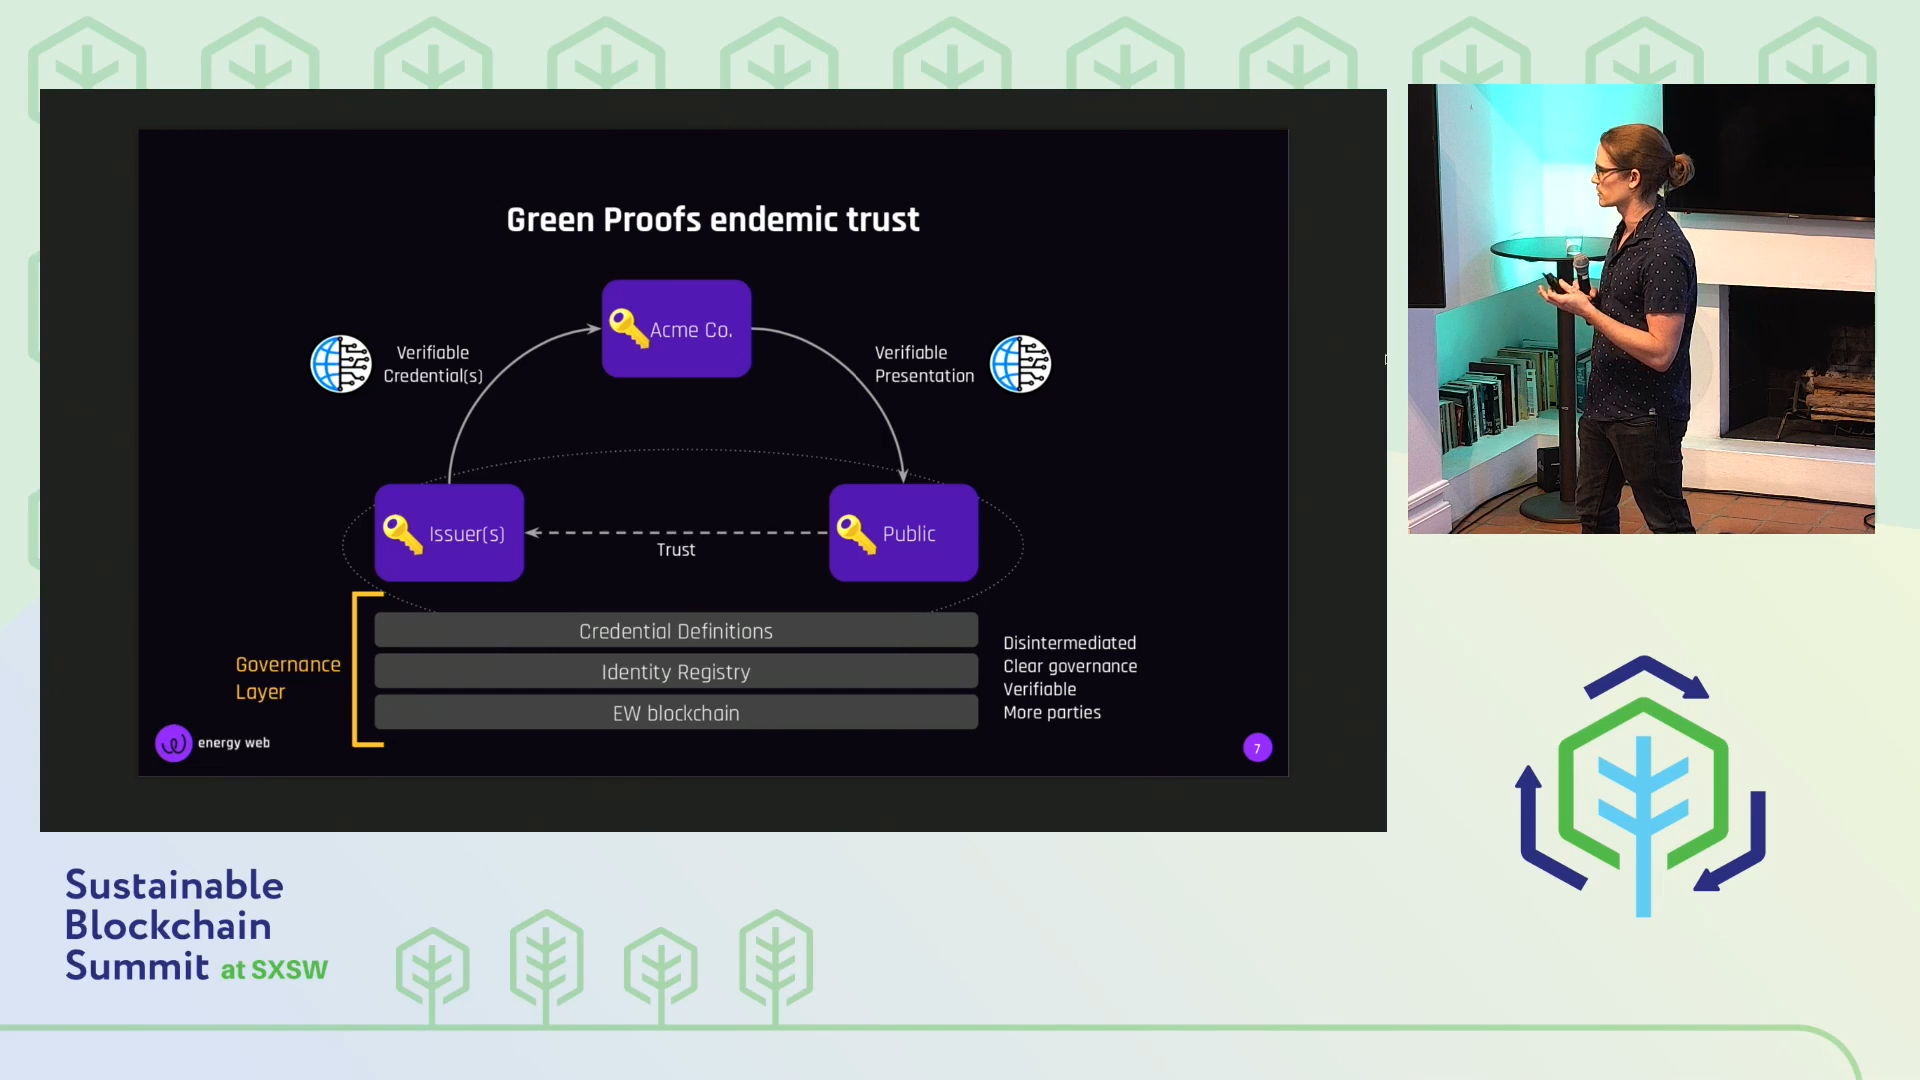 Green Proofs endemic trust
Acme Co.
Verifiable
Credential(s)
Verifiable
Presentation
Issuer(s)
Trust
Public
Credential Definitions
Identity Registry
EW blockchain
Governance
Layer
Disintermediated
Clear governance
Verifiable
More parties
energy web
7
Sustainable
Blockchain
Summit at SXSW